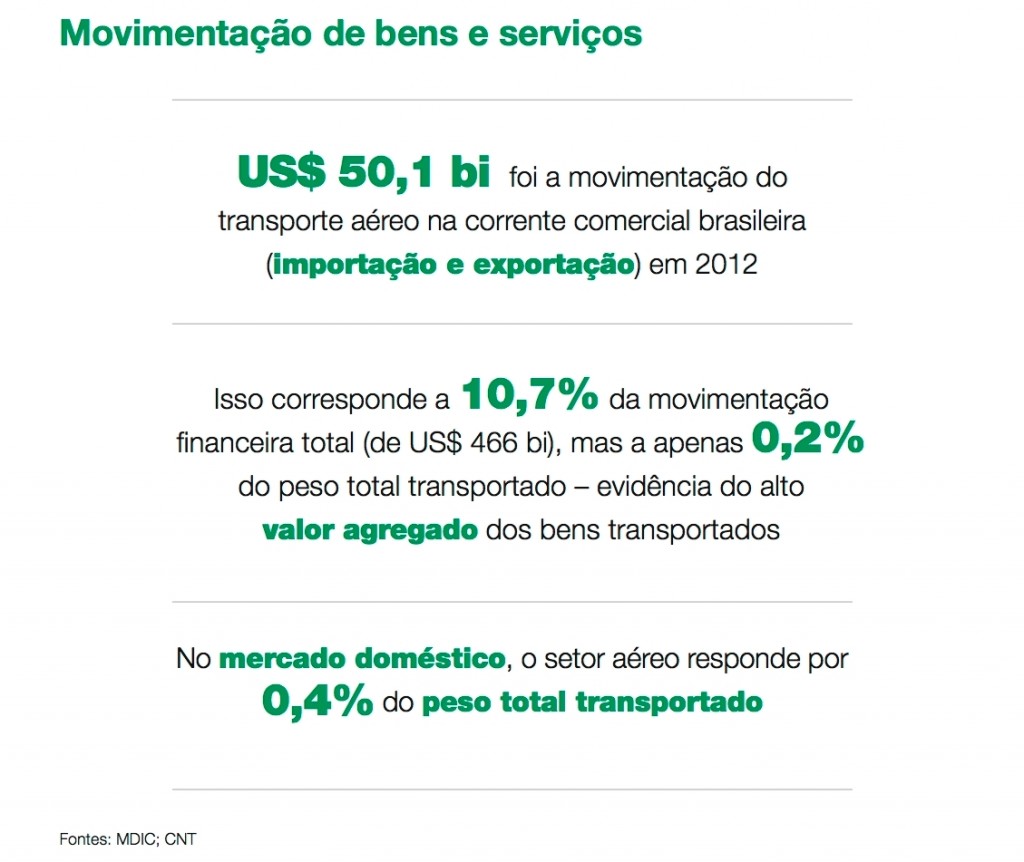 Movimentação de bens e serviços
US$ 50,1 bi foi a movimentação do
transporte aéreo na corrente comercial brasileira
(importação e exportação) em 2012
Isso corresponde a 10,7% da movimentação
financeira total (de US$ 466 bi), mas a apenas 0,2%
do peso total transportado – evidência do alto
valor agregado dos bens transportados
No mercado doméstico, o setor aéreo responde por
0,4% do peso total transportado
Fontes: MDIC; CNT